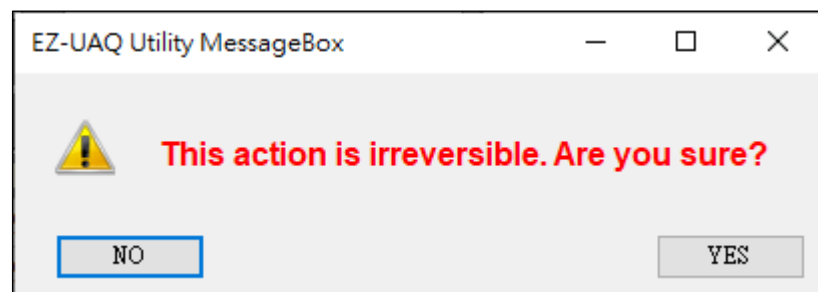 EZ-UAQ Utility MessageBox
This action is irreversible. Are you sure?
NO
YES